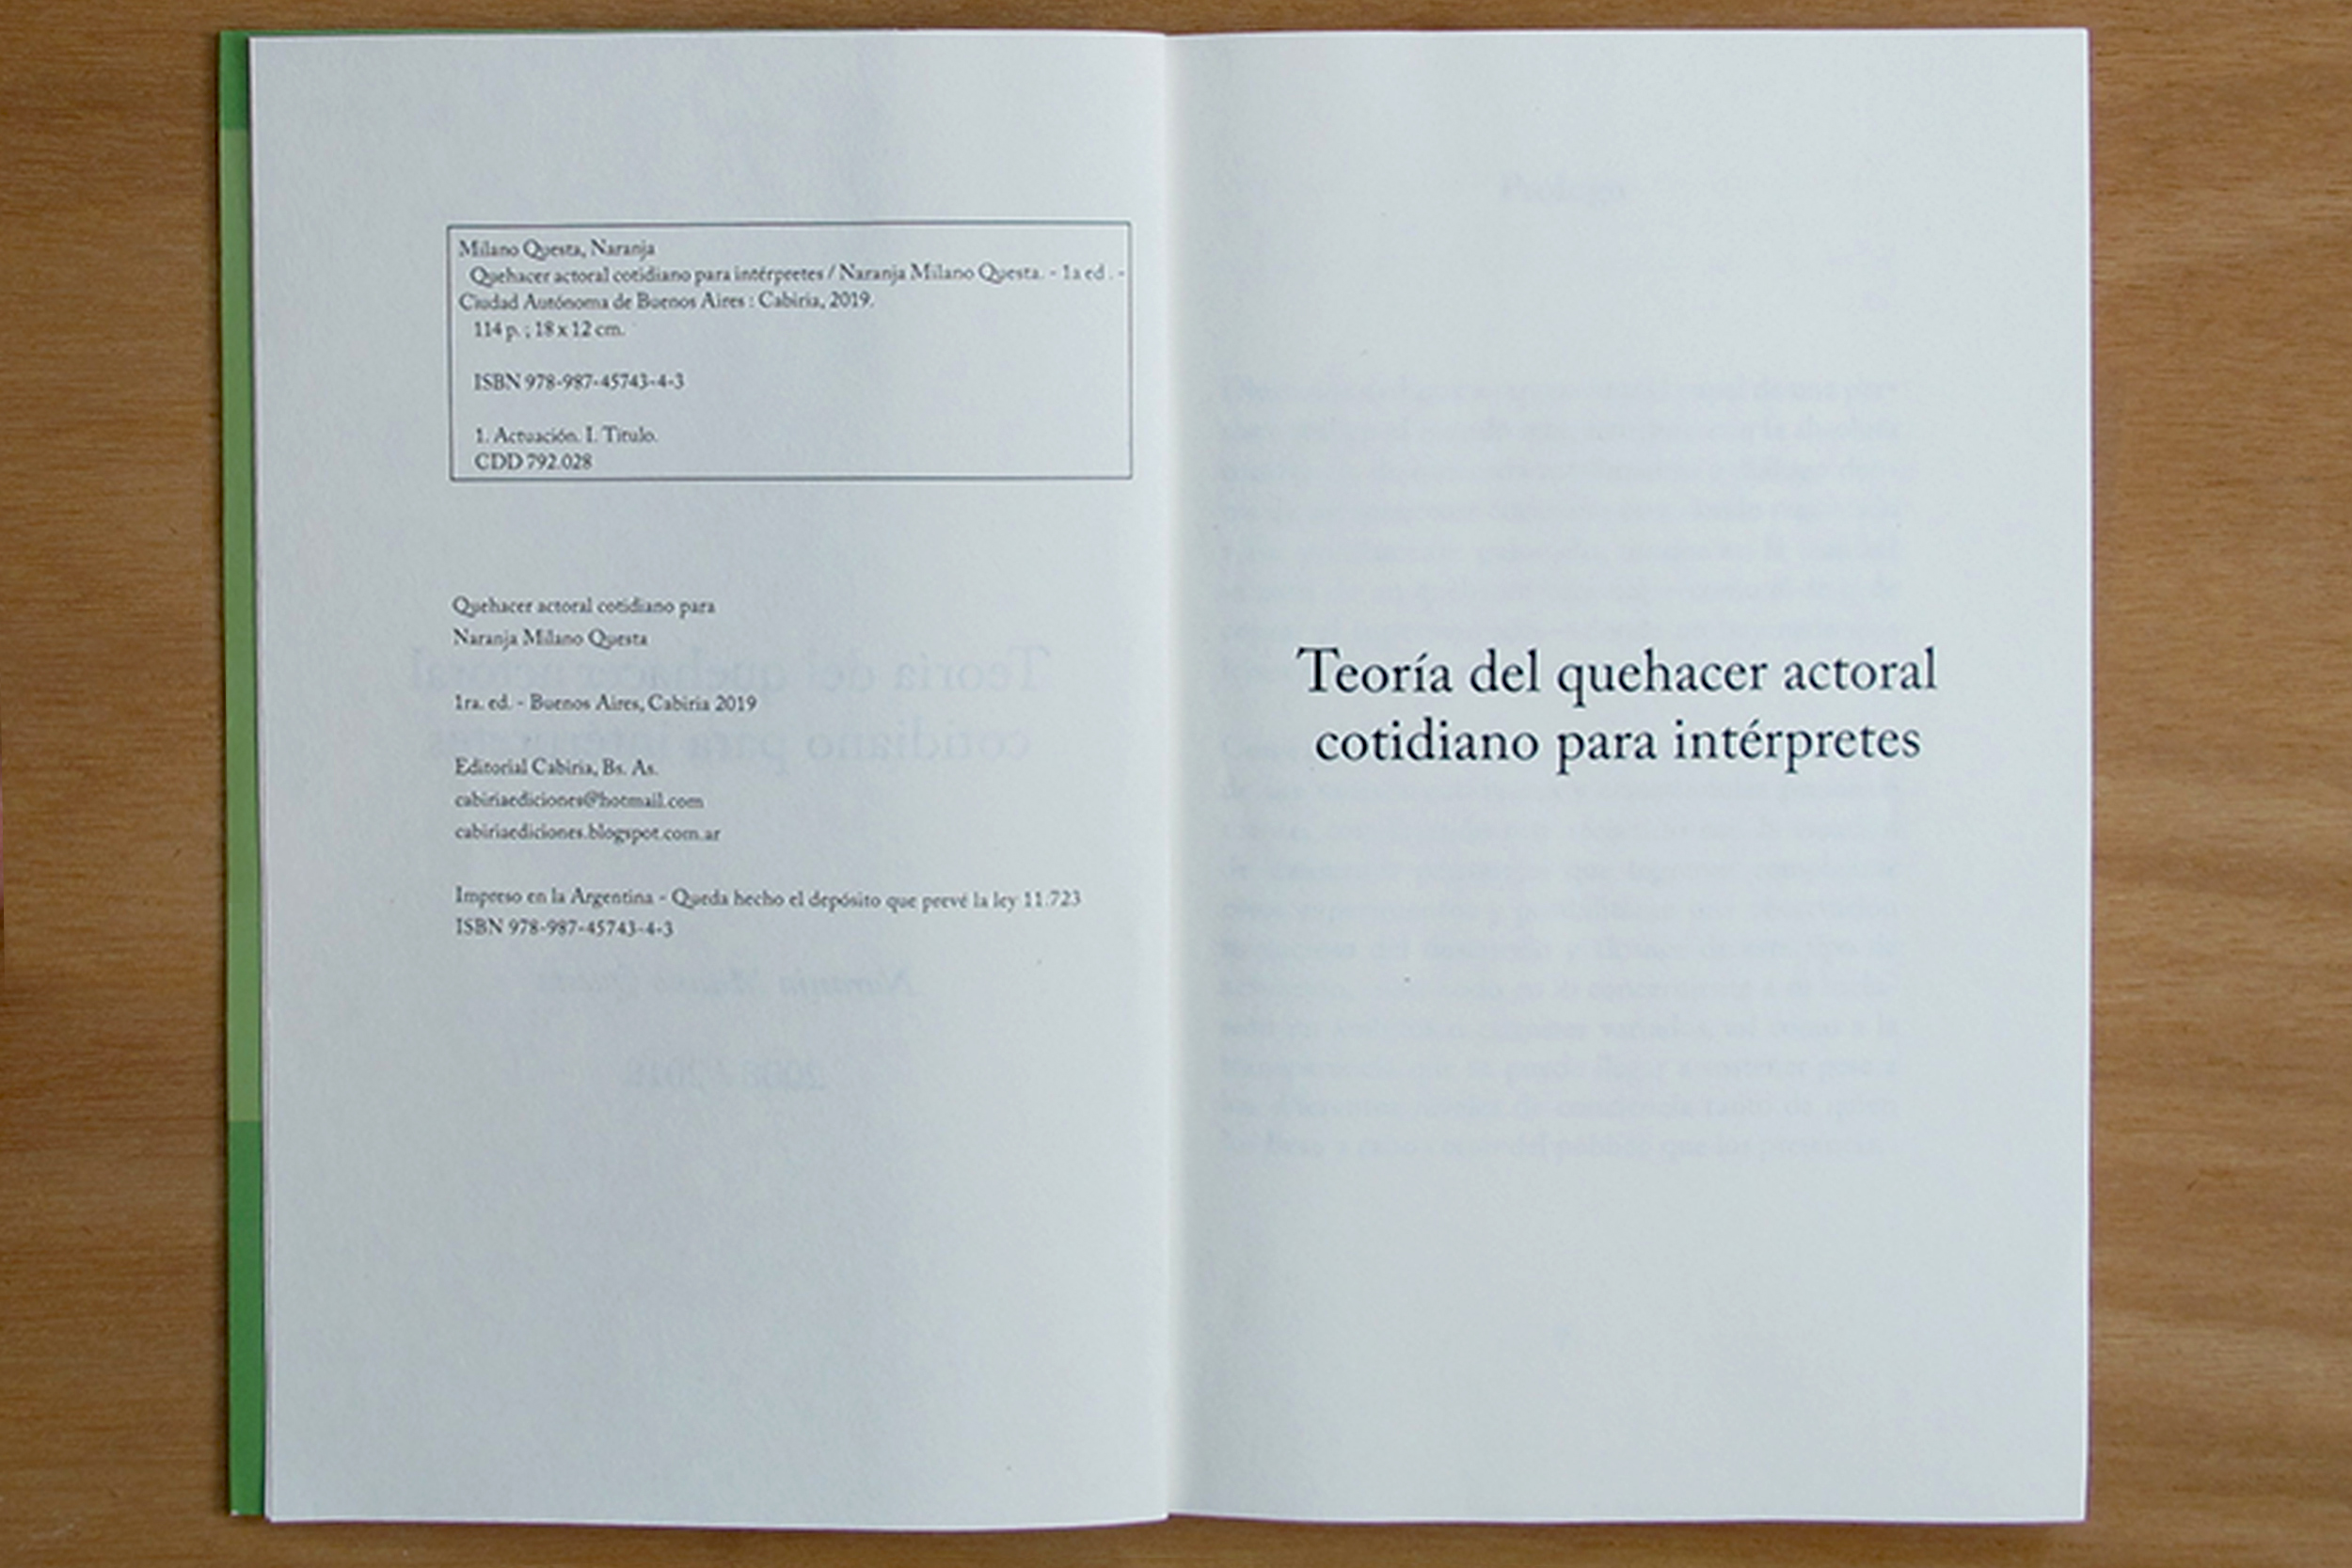 Milano Questa, Naranja
Quehacer actoral cotidiano para intérpretes / Naranja Milano Questa. - 1a ed . -
Ciudad Autónoma de Buenos Aires : Cabiria, 2019.
114 p. ; 18 x 12 cm.
ISBN 978-987-45743-4-3
1. Actuación. I. Título.
CDD 792.028
Quehacer actoral cotidiano para
Naranja Milano Questa
1ra. ed. - Buenos Aires, Cabiria 2019
Editorial Cabiria, Bs. As.
cabiriaediciones@hotmail.com
cabiriaediciones.blogspot.com.ar
Impreso en la Argentina - Queda hecho el depósito que prevé la ley 11.723
ISBN 978-987-45743-4-3
Teoría del quehacer actoral
cotidiano para intérpretes